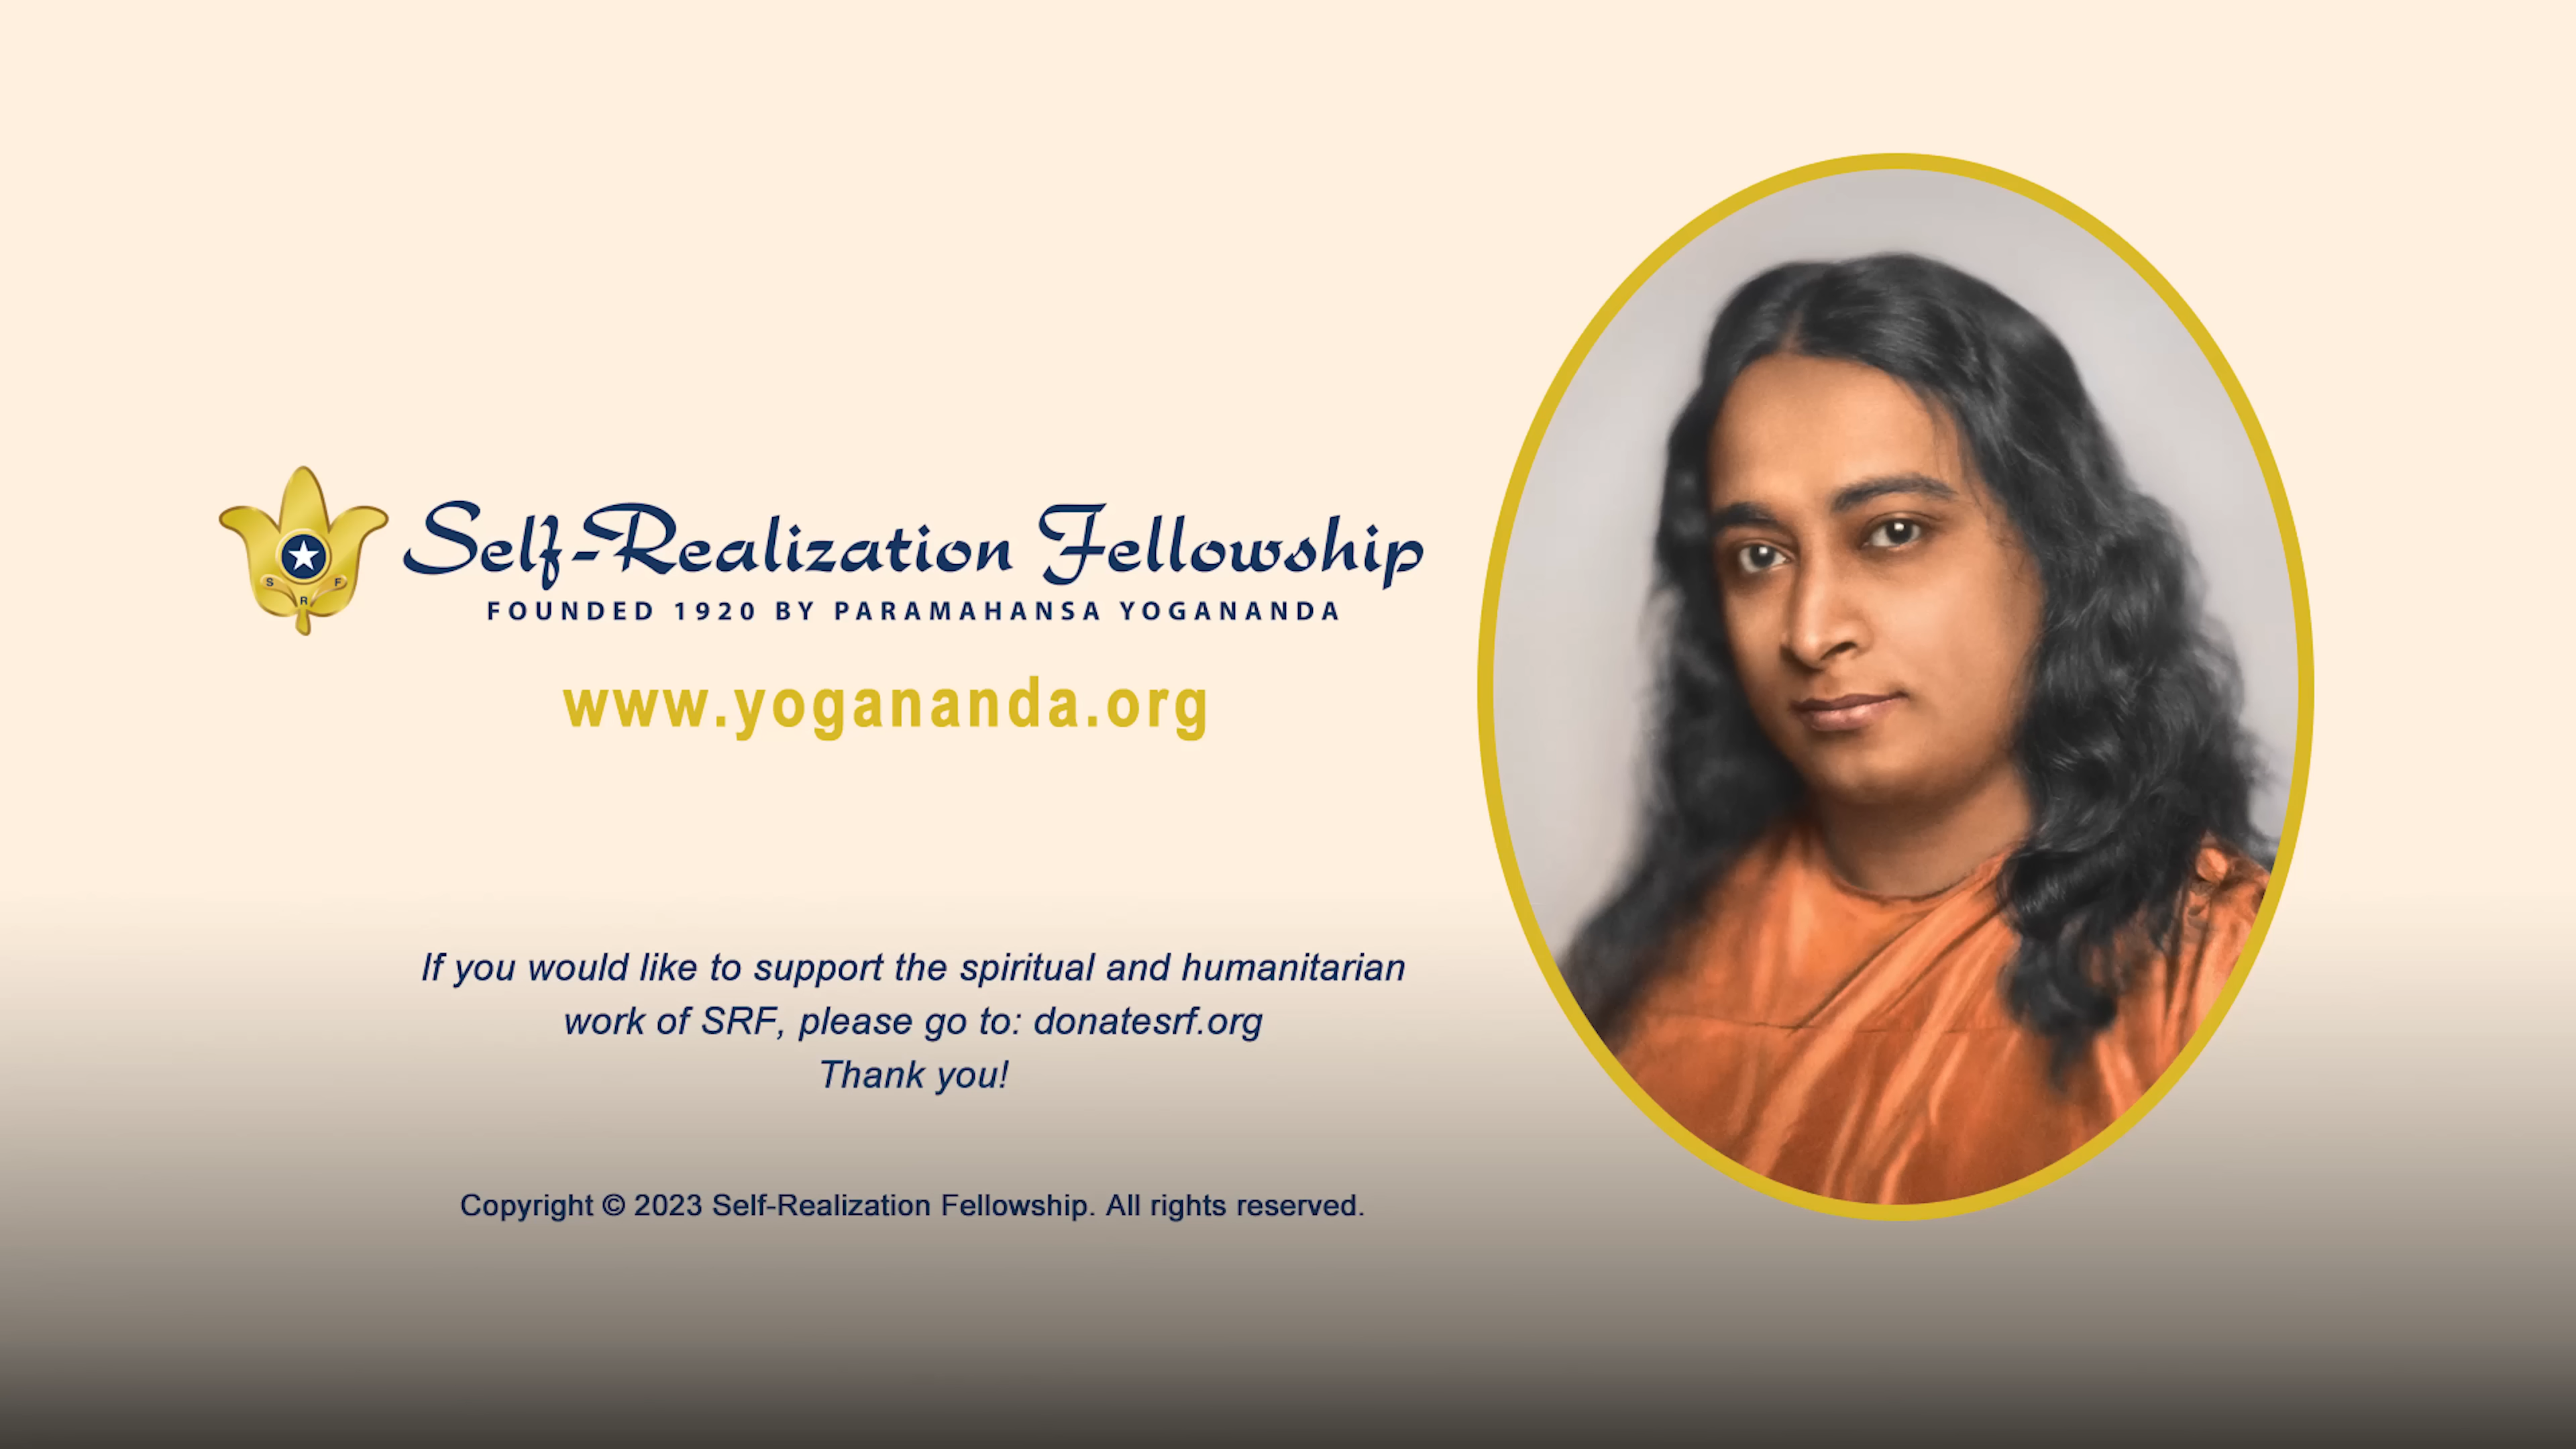 S R F
Self-Realization Fellowship
FOUNDED 1920 BY PARAMAHANSA YOGANANDA
www.yogananda.org
If you would like to support the spiritual and humanitarian
work of SRF, please go to: donatesrf.org
Thank you!
Copyright © 2023 Self-Realization Fellowship. All rights reserved.